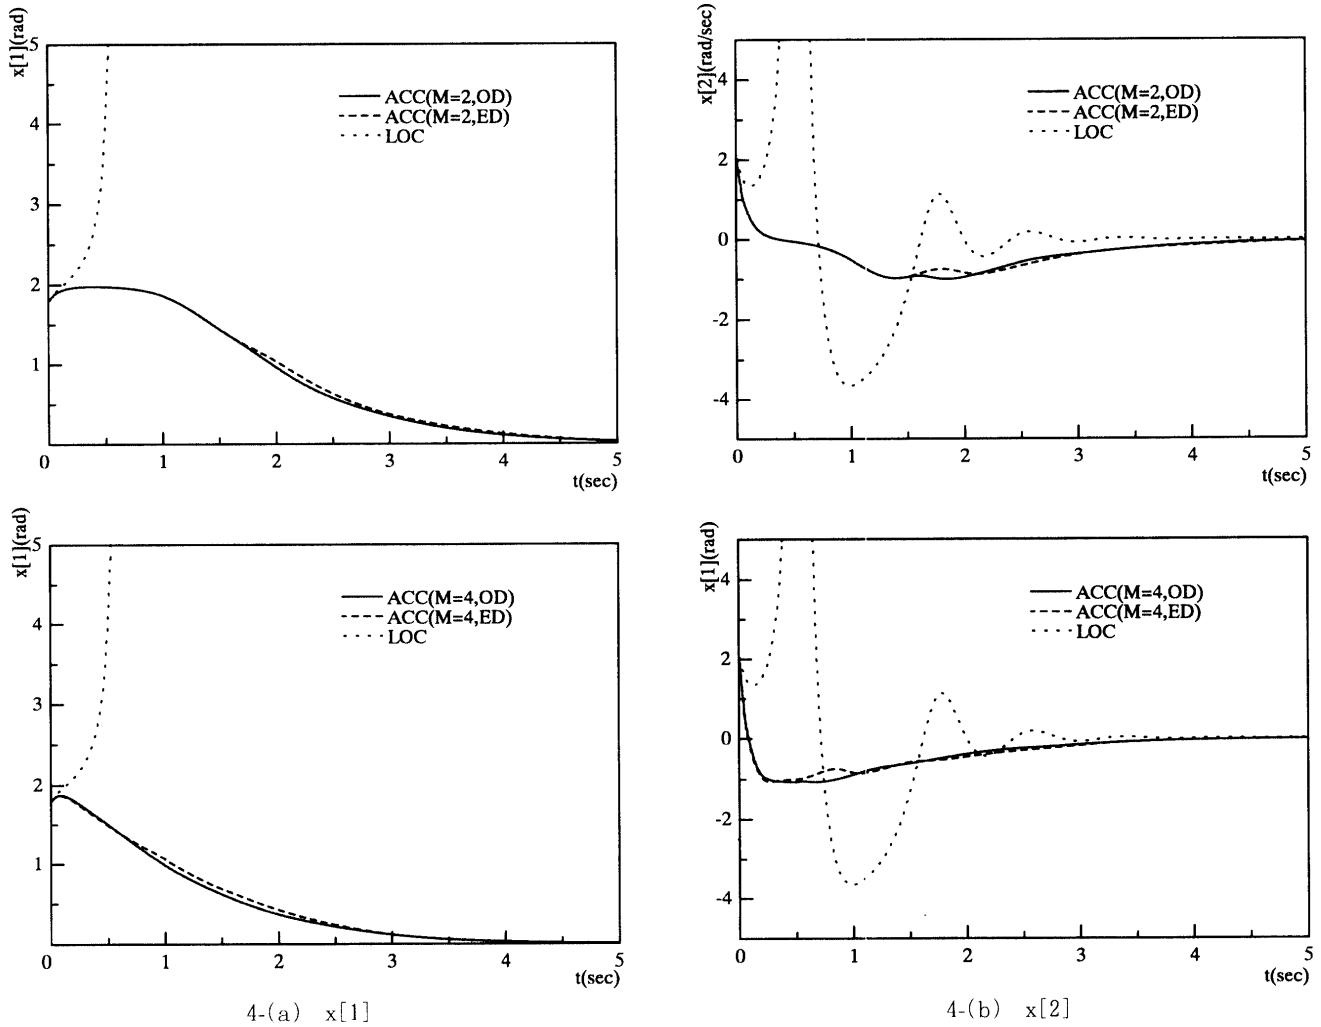 x[1](rad)
5
4
3
2
1
ACC(M=2,OD)
ACC(M=2,ED)
LOC
0 1 2 3 4 5
t(sec)
x[2](rad/sec)
4
2
0
-2
-4
ACC(M=2,OD)
ACC(M=2,ED)
LOC
0 1 2 3 4 5
t(sec)
x[1](rad)
5
4
3
2
1
ACC(M=4,OD)
ACC(M=4,ED)
LOC
0 1 2 3 4 5
t(sec)
4-(a) x[1]
x[1](rad)
4
2
0
-2
-4
ACC(M=4,OD)
ACC(M=4,ED)
LOC
0 1 2 3 4 5
t(sec)
4-(b) x[2]